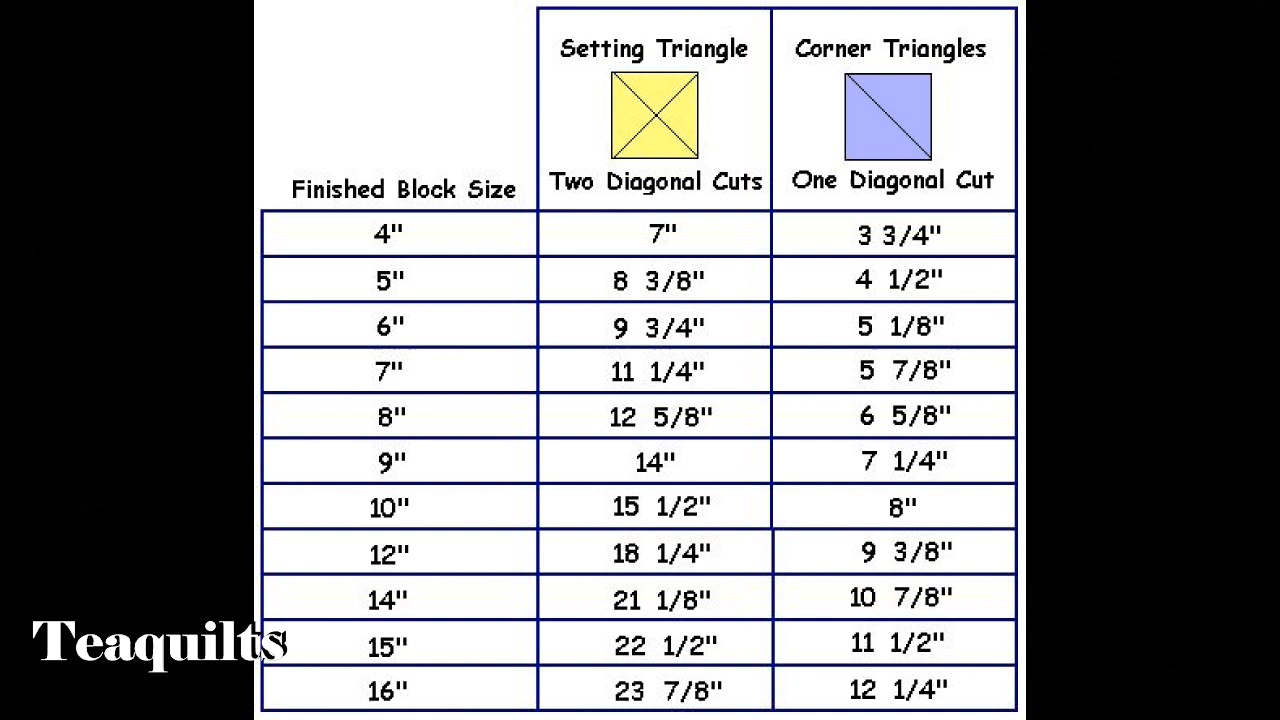 Setting Triangle Corner Triangles
Finished Block Size Two Diagonal Cuts One Diagonal Cut
4" 7" 3 3/4"
5" 8 3/8" 4 1/2"
6" 9 3/4" 5 1/8"
7" 11 1/4" 5 7/8"
8" 12 5/8" 6 5/8"
9" 14" 7 1/4"
10" 15 1/2" 8"
12" 18 1/4" 9 3/8"
14" 21 1/8" 10 7/8"
15" 22 1/2" 11 1/2"
16" 23 7/8" 12 1/4"
Teaquilts